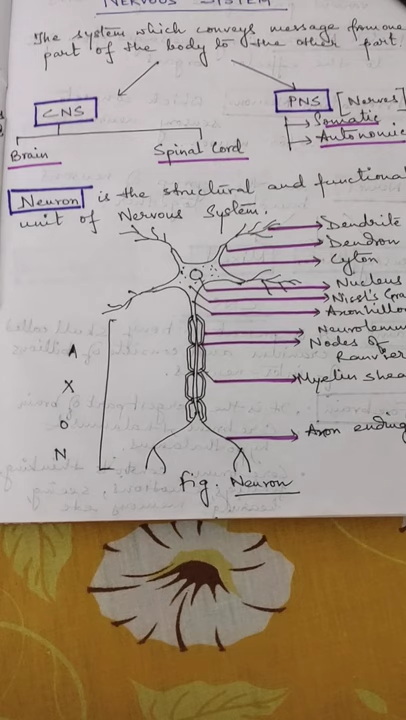 NERVOUS SYSTEM
The system which conveys message from one
part of the body to the other part.
CNS
PNS [Nerves]
Somatic
Autonomic
Brain
Spinal Cord
Neuron is the structural and functional
unit of Nervous System.
Dendrite
Dendron
Cyton
Nucleus
Nissl's Gra
Axonhillo
Neurolemm
Nodes of
Ranvier
Myelin shea
Axon ending
A
X
O
N
Fig. Neuron